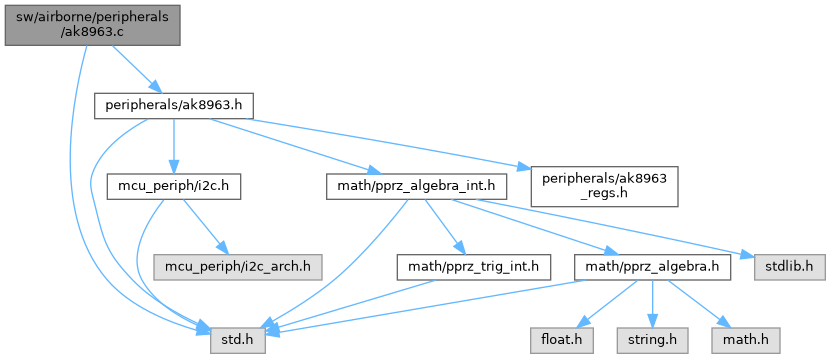 sw/airborne/peripherals
/ak8963.c
peripherals/ak8963.h
mcu_periph/i2c.h
math/pprz_algebra_int.h
peripherals/ak8963
_regs.h
mcu_periph/i2c_arch.h
math/pprz_trig_int.h
math/pprz_algebra.h
stdlib.h
std.h
float.h
string.h
math.h